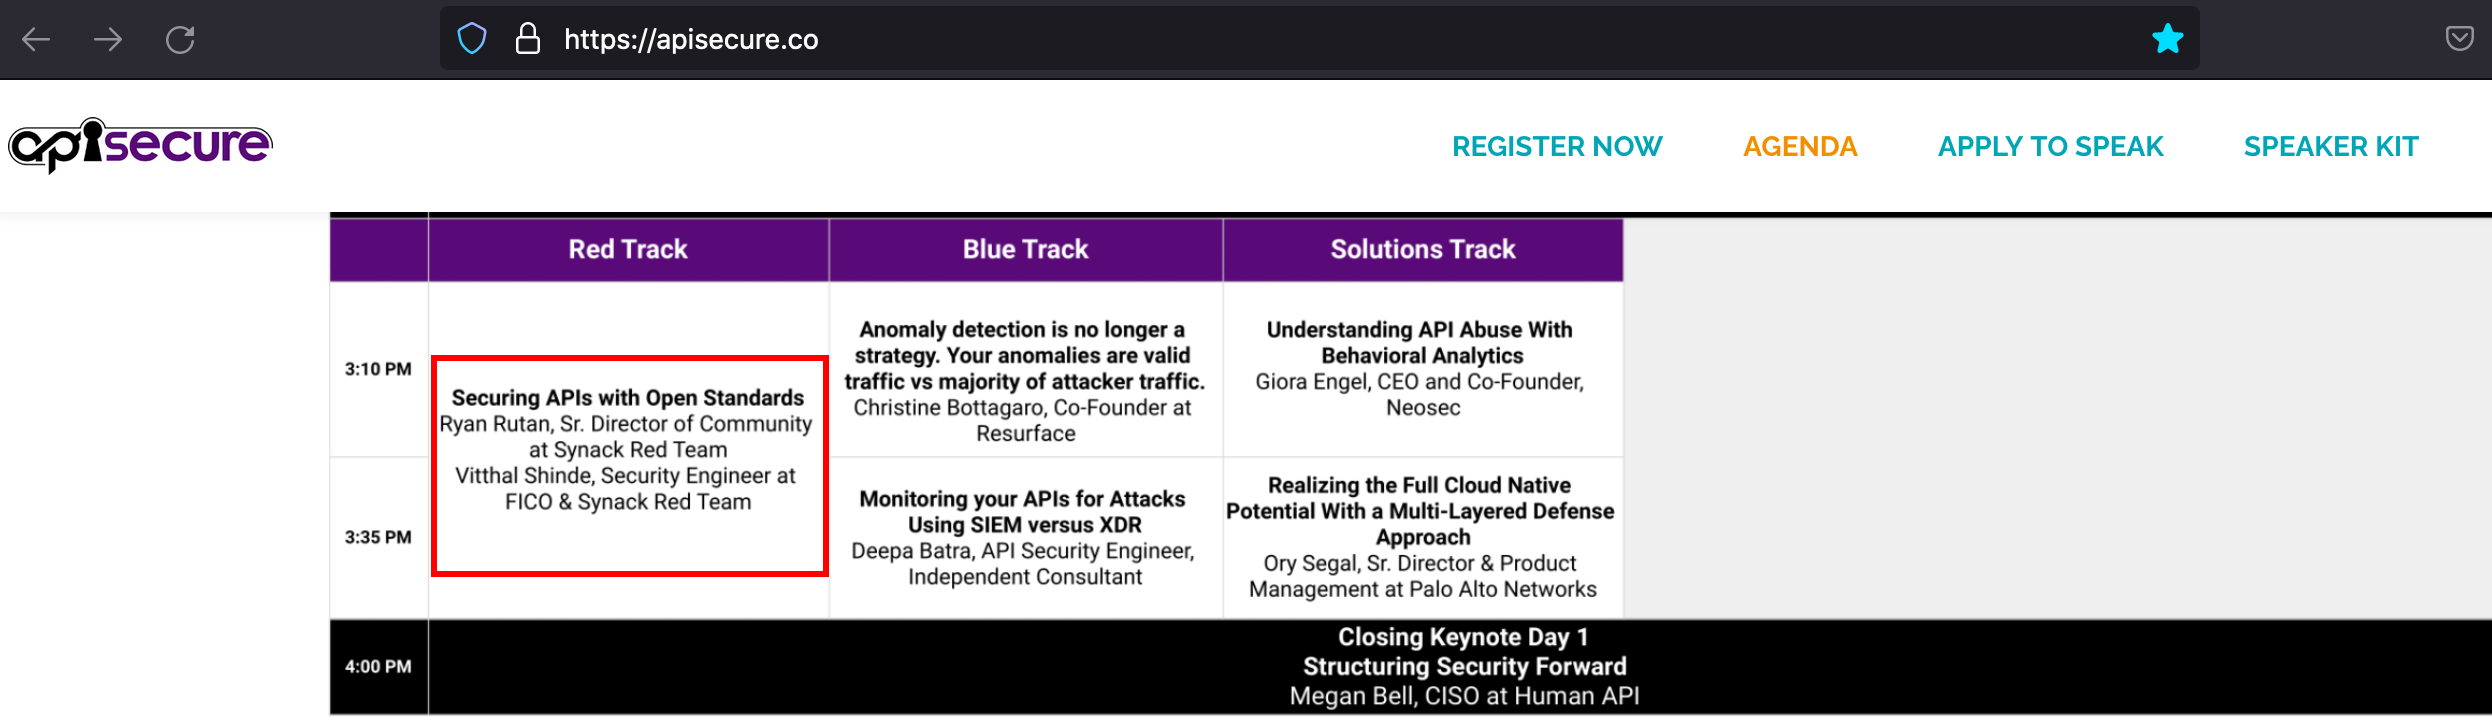 https://apisecure.co
apisecure
REGISTER NOW
AGENDA
APPLY TO SPEAK
SPEAKER KIT
Red Track
Blue Track
Solutions Track
3:10 PM
Securing APIs with Open Standards
Ryan Rutan, Sr. Director of Community
at Synack Red Team
Vitthal Shinde, Security Engineer at
FICO & Synack Red Team
Anomaly detection is no longer a
strategy. Your anomalies are valid
traffic vs majority of attacker traffic.
Christine Bottagaro, Co-Founder at
Resurface
Understanding API Abuse With
Behavioral Analytics
Giora Engel, CEO and Co-Founder,
Neosec
3:35 PM
Monitoring your APIs for Attacks
Using SIEM versus XDR
Deepa Batra, API Security Engineer,
Independent Consultant
Realizing the Full Cloud Native
Potential With a Multi-Layered Defense
Approach
Ory Segal, Sr. Director & Product
Management at Palo Alto Networks
4:00 PM
Closing Keynote Day 1
Structuring Security Forward
Megan Bell, CISO at Human API